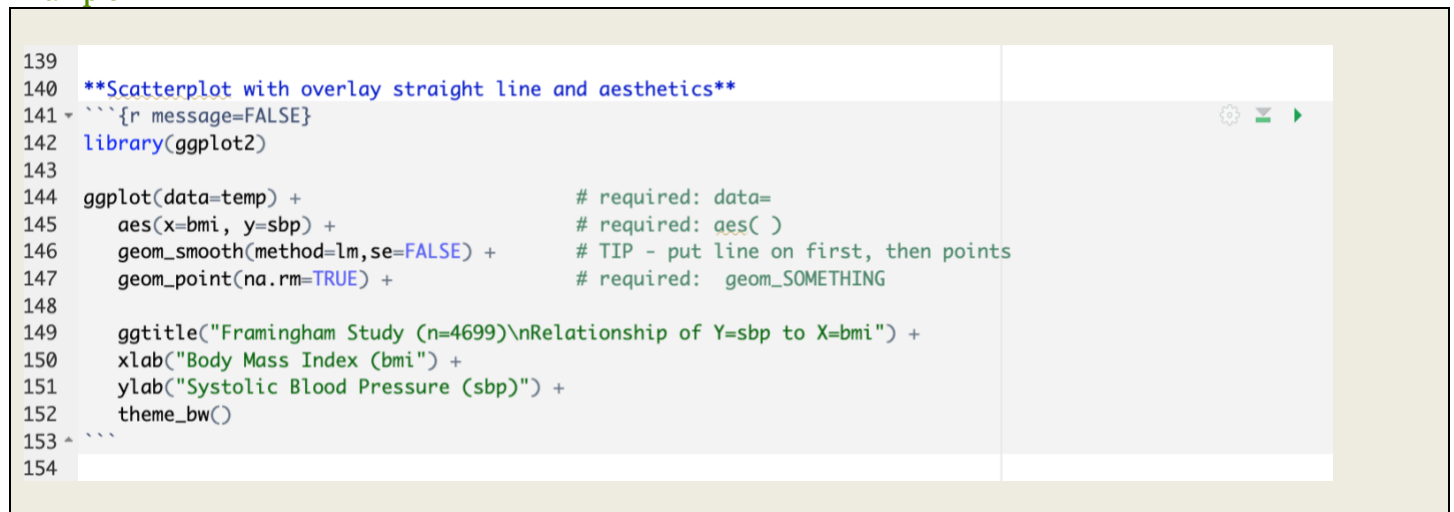 139
140 **Scatterplot with overlay straight line and aesthetics**
141 ```{r message=FALSE}
142 library(ggplot2)
143
144 ggplot(data=temp) + # required: data=
145 aes(x=bmi, y=sbp) + # required: aes( )
146 geom_smooth(method=lm,se=FALSE) + # TIP - put line on first, then points
147 geom_point(na.rm=TRUE) + # required:  geom_SOMETHING
148
149 ggtitle("Framingham Study (n=4699)\nRelationship of Y=sbp to X=bmi") +
150 xlab("Body Mass Index (bmi") +
151 ylab("Systolic Blood Pressure (sbp)") +
152 theme_bw()
153 ```
154